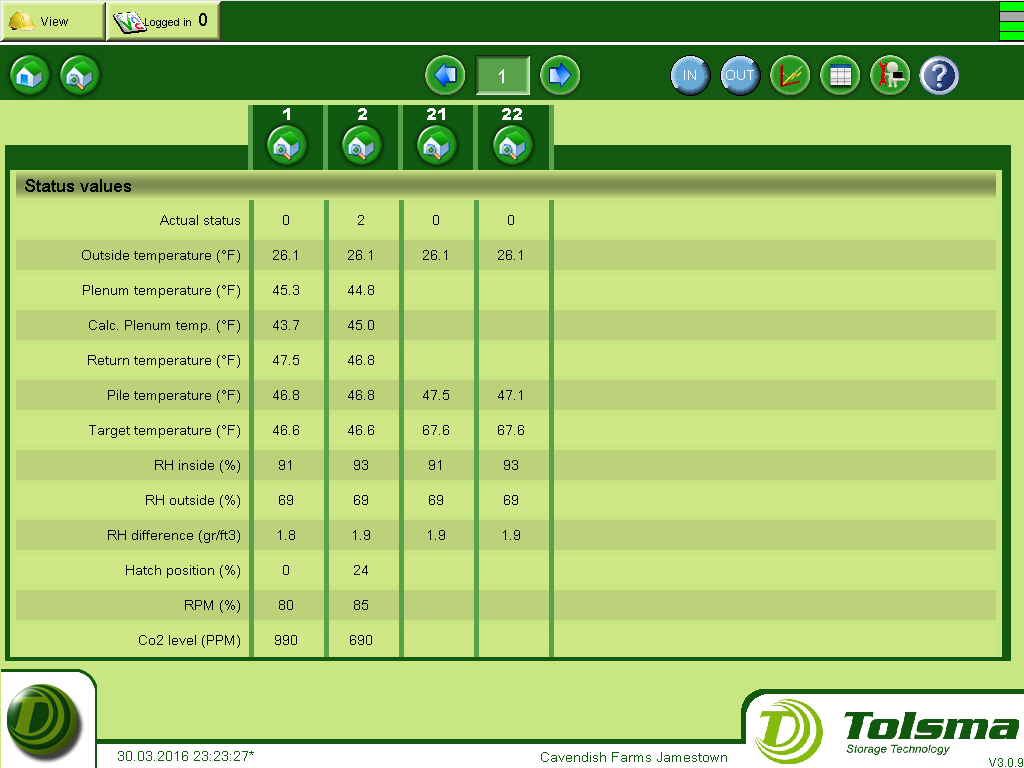 View Logged in 0
1 IN OUT ?
1 2 21 22
Status values
Actual status 0 2 0 0
Outside temperature (°F) 26.1 26.1 26.1 26.1
Plenum temperature (°F) 45.3 44.8
Calc. Plenum temp. (°F) 43.7 45.0
Return temperature (°F) 47.5 46.8
Pile temperature (°F) 46.8 46.8 47.5 47.1
Target temperature (°F) 46.6 46.6 67.6 67.6
RH inside (%) 91 93 91 93
RH outside (%) 69 69 69 69
RH difference (gr/ft3) 1.8 1.9 1.9 1.9
Hatch position (%) 0 24
RPM (%) 80 85
Co2 level (PPM) 990 690
30.03.2016 23:23:27* Cavendish Farms Jamestown
Tolsma
Storage Technology
V3.0.9